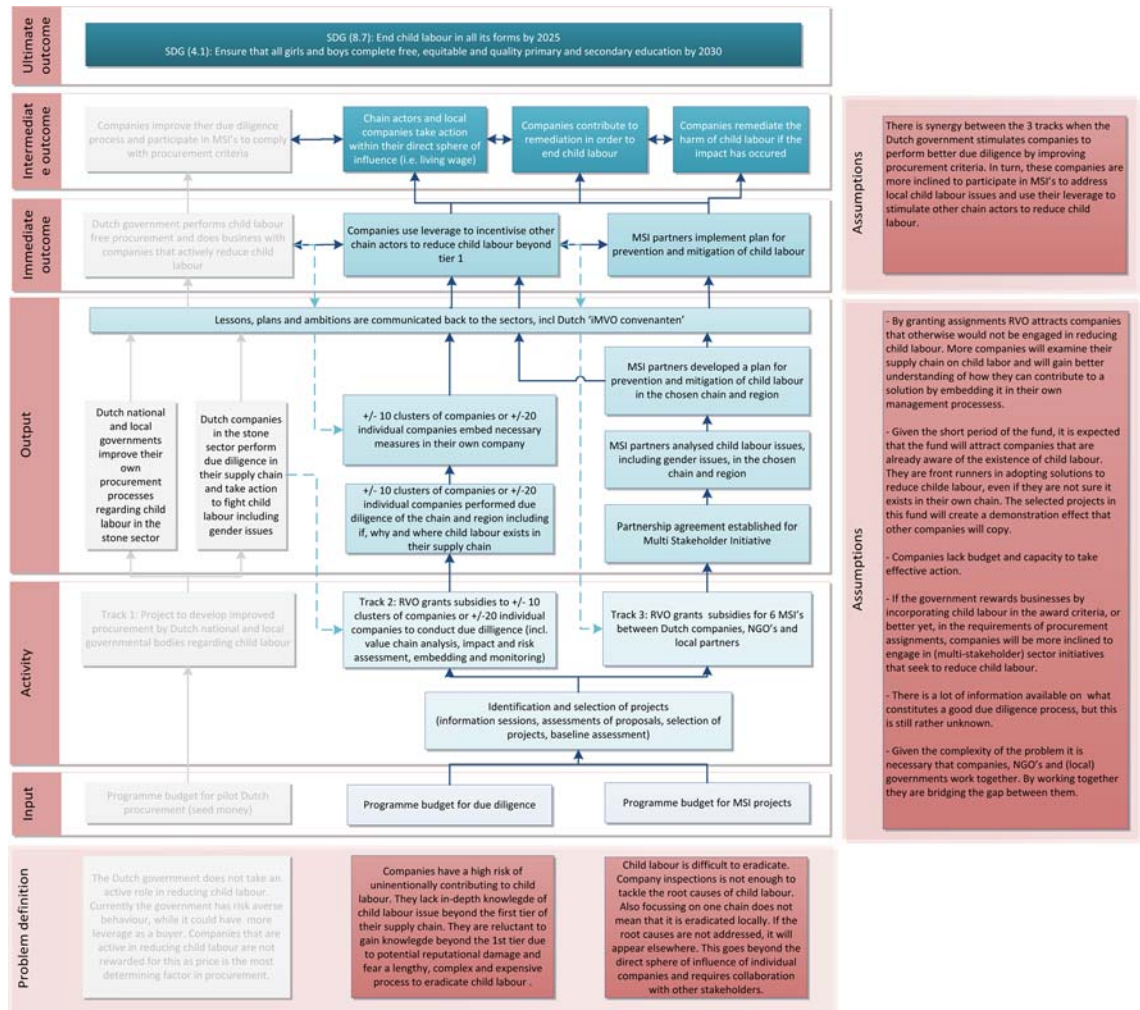 Ultimate
outcome
SDG (8.7): End child labour in all its forms by 2025
SDG (4.1): Ensure that all girls and boys complete free, equitable and quality primary and secondary education by 2030
Intermediat
e outcome
Companies improve ther due diligence
process and participate in MSI's to comply
with procurement criteria
Chain actors and local
companies take action
within their direct sphere of
influence (i.e. living wage)
Companies contribute to
remediation in order to
end child labour
Companies remediate the
harm of child labour if the
impact has occured
Immediate
outcome
Dutch government performs child labour
free procurement and does business with
companies that actively reduce child
labour
Companies use leverage to incentivise other
chain actors to reduce child labour beyond
tier 1
MSI partners implement plan for
prevention and mitigation of child labour
Output
Lessons, plans and ambitions are communicated back to the sectors, incl Dutch 'iMVO convenanten'
Dutch national
and local
governments
improve their
own
procurement
processes
regarding child
labour in the
stone sector
Dutch companies
in the stone
sector perform
due diligence in
their supply chain
and take action
to fight child
labour including
gender issues
+/- 10 clusters of companies or +/-20
individual companies embed necessary
measures in their own company
+/- 10 clusters of companies or +/-20
individual companies performed due
diligence of the chain and region including
if, why and where child labour exists in
their supply chain
MSI partners developed a plan for
prevention and mitigation of child labour
in the chosen chain and region
MSI partners analysed child labour issues,
including gender issues, in the chosen
chain and region
Partnership agreement established for
Multi Stakeholder Initiative
Activity
Track 1: Project to develop improved
procurement by Dutch national and local
governmental bodies regarding child labour
Track 2: RVO grants subsidies to +/- 10
clusters of companies or +/-20 individual
companies to conduct due dilligence (incl.
value chain analysis, impact and risk
assessment, embedding and monitoring)
Track 3: RVO grants subsidies for 6 MSI's
between Dutch companies, NGO's and
local partners
Identification and selection of projects
(information sessions, assessments of proposals, selection of
projects, baseline assessment)
Input
Programme budget for pilot Dutch
procurement (seed money)
Programme budget for due diligence
Programme budget for MSI projects
Problem definition
The Dutch government does not take an
active role in reducing child labour.
Currently the government has risk averse
behaviour, while it could have more
leverage as a buyer. Companies that are
active in reducing child labour are not
rewarded for this as price is the most
determining factor in procurement.
Companies have a high risk of
unintentionally contributing to child
labour. They lack in-depth knowlegde of
child labour issue beyond the first tier of
their supply chain. They are reluctant to
gain knowlegde beyond the 1st tier due
to potential reputational damage and
fear a lengthy, complex and expensive
process to eradicate child labour .
Child labour is difficult to eradicate.
Company inspections is not enough to
tackle the root causes of child labour.
Also focussing on one chain does not
mean that it is eradicated locally. If the
root causes are not addressed, it will
appear elsewhere. This goes beyond the
direct sphere of influence of individual
companies and requires collaboration
with other stakeholders.
Assumptions
There is synergy between the 3 tracks when the
Dutch government stimulates companies to
perform better due diligence by improving
procurement criteria. In turn, these companies are
more inclined to participate in MSI's to address
local child labour issues and use their leverage to
stimulate other chain actors to reduce child
labour.
Assumptions
- By granting assignments RVO attracts companies
that otherwise would not be engaged in reducing
child labour. More companies will examine their
supply chain on child labor and will gain better
understanding of how they can contribute to a
solution by embedding it in their own
management processess.
- Given the short period of the fund, it is expected
that the fund will attract companies that are
already aware of the existence of child labour.
They are front runners in adopting solutions to
reduce childe labour, even if they are not sure it
exists in their own chain. The selected projects in
this fund will create a demonstration effect that
other companies will copy.
- Companies lack budget and capacity to take
effective action.
- If the government rewards businesses by
incorporating child labour in the award criteria, or
better yet, in the requirements of procurement
assignments, companies will be more inclined to
engage in (multi-stakeholder) sector initiatives
that seek to reduce child labour.
- There is a lot of information available on what
constitutes a good due diligence process, but this
is still rather unknown.
- Given the complexity of the problem it is
necessary that companies, NGO's and (local)
governments work together. By working together
they are bridging the gap between them.